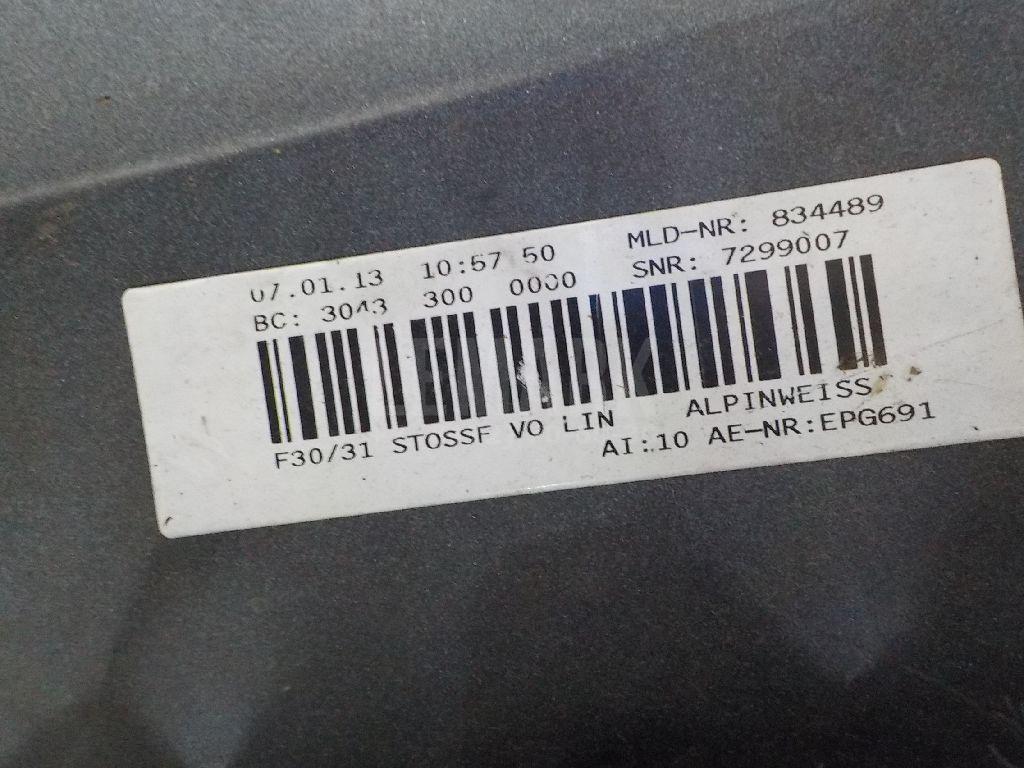 07.01.13 10:57 50 MLD-NR: 834489
BC: 3043 300 0000 SNR: 7299007
F30/31 STOSSF VO LIN ALPINWEISS
AI:10 AE-NR:EPG691